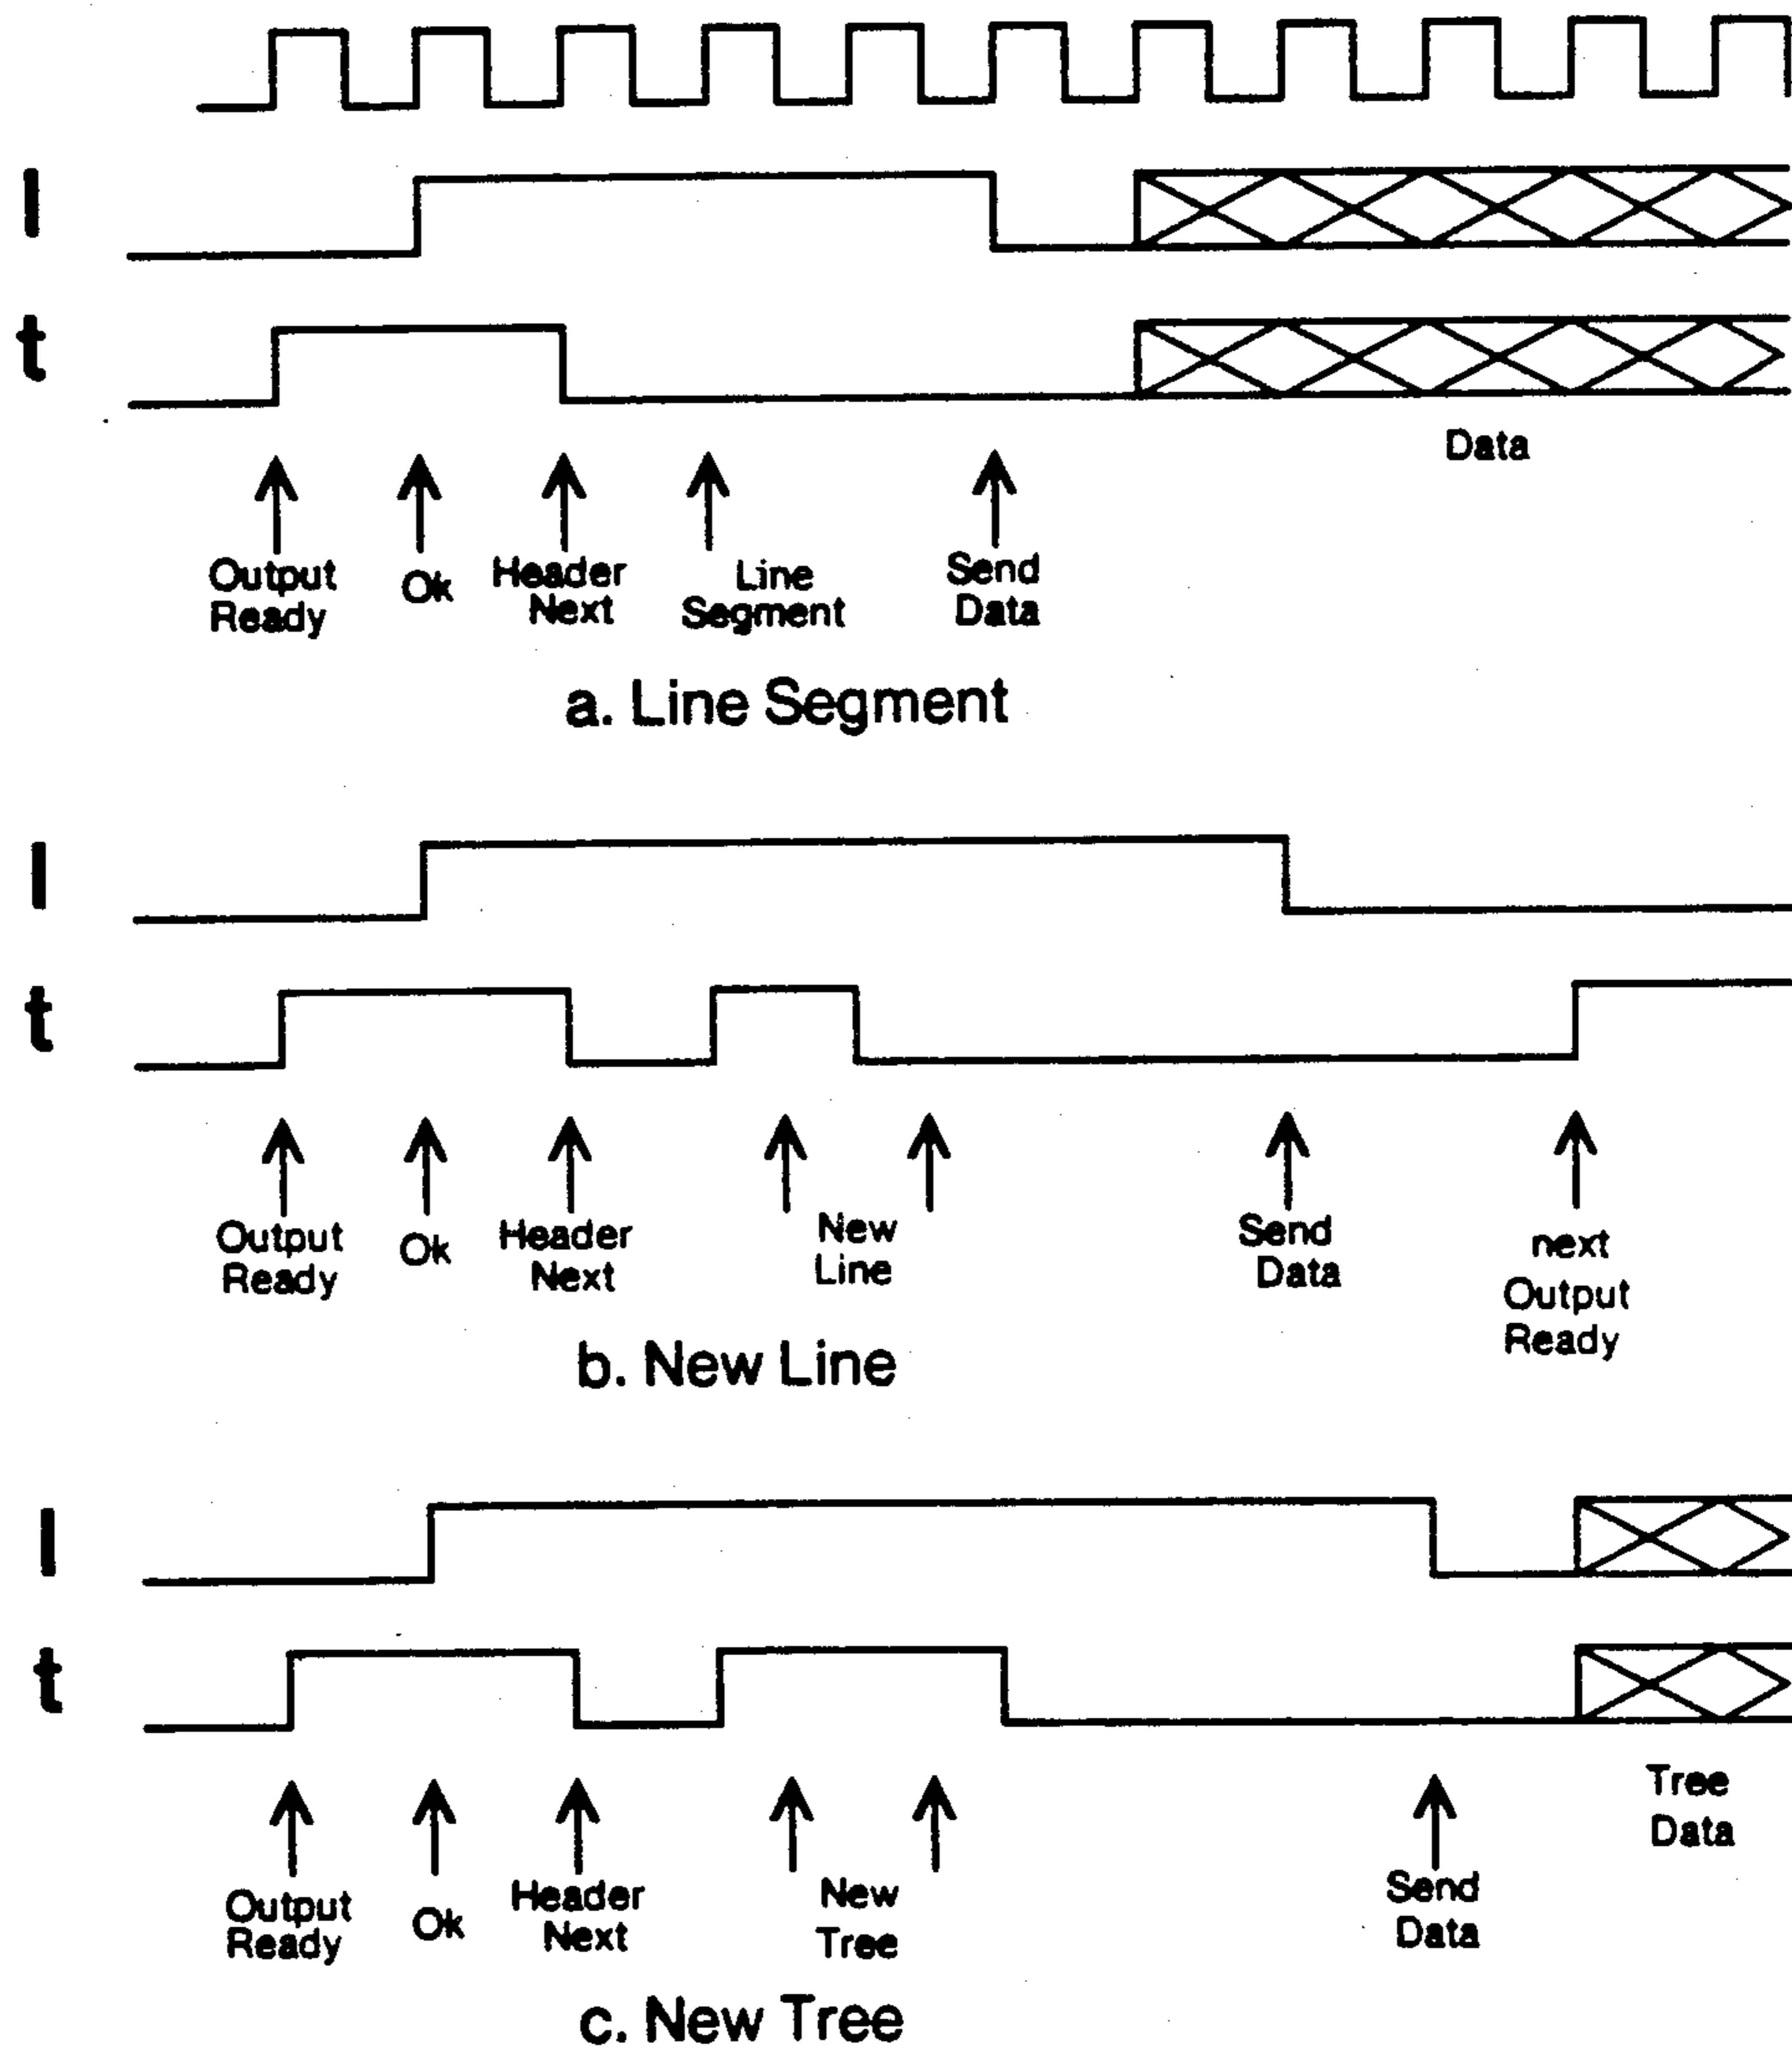 l
t
Data
Output
Ready
Ok
Header
Next
Line
Segment
Send
Data
a. Line Segment
l
t
Output
Ready
Ok
Header
Next
New
Line
Send
Data
next
Output
Ready
b. New Line
l
t
Tree
Data
Output
Ready
Ok
Header
Next
New
Tree
Send
Data
c. New Tree